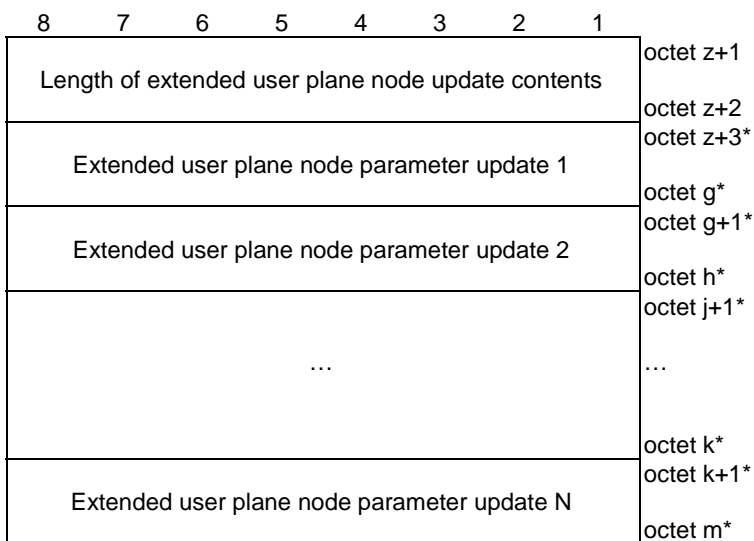 8 7 6 5 4 3 2 1
octet z+1
Length of extended user plane node update contents
octet z+2
octet z+3*
Extended user plane node parameter update 1
octet g*
octet g+1*
Extended user plane node parameter update 2
octet h*
octet j+1*
… …
octet k*
octet k+1*
Extended user plane node parameter update N
octet m*